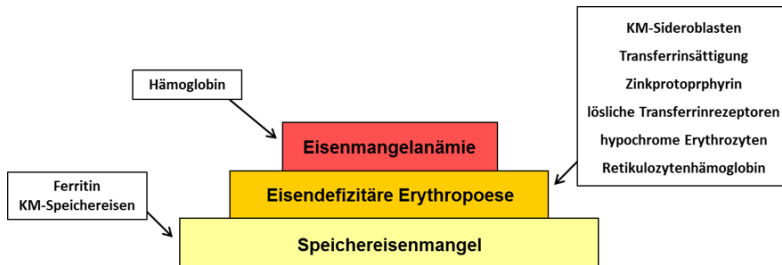 KM-Sideroblasten
Transferrinsättigung
Zinkprotoprphyrin
lösliche Transferrinrezeptoren
hypochrome Erythrozyten
Retikulozytenhämoglobin
Hämoglobin
Eisenmangelanämie
Eisendefizitäre Erythropoese
Ferritin
KM-Speichereisen
Speichereisenmangel